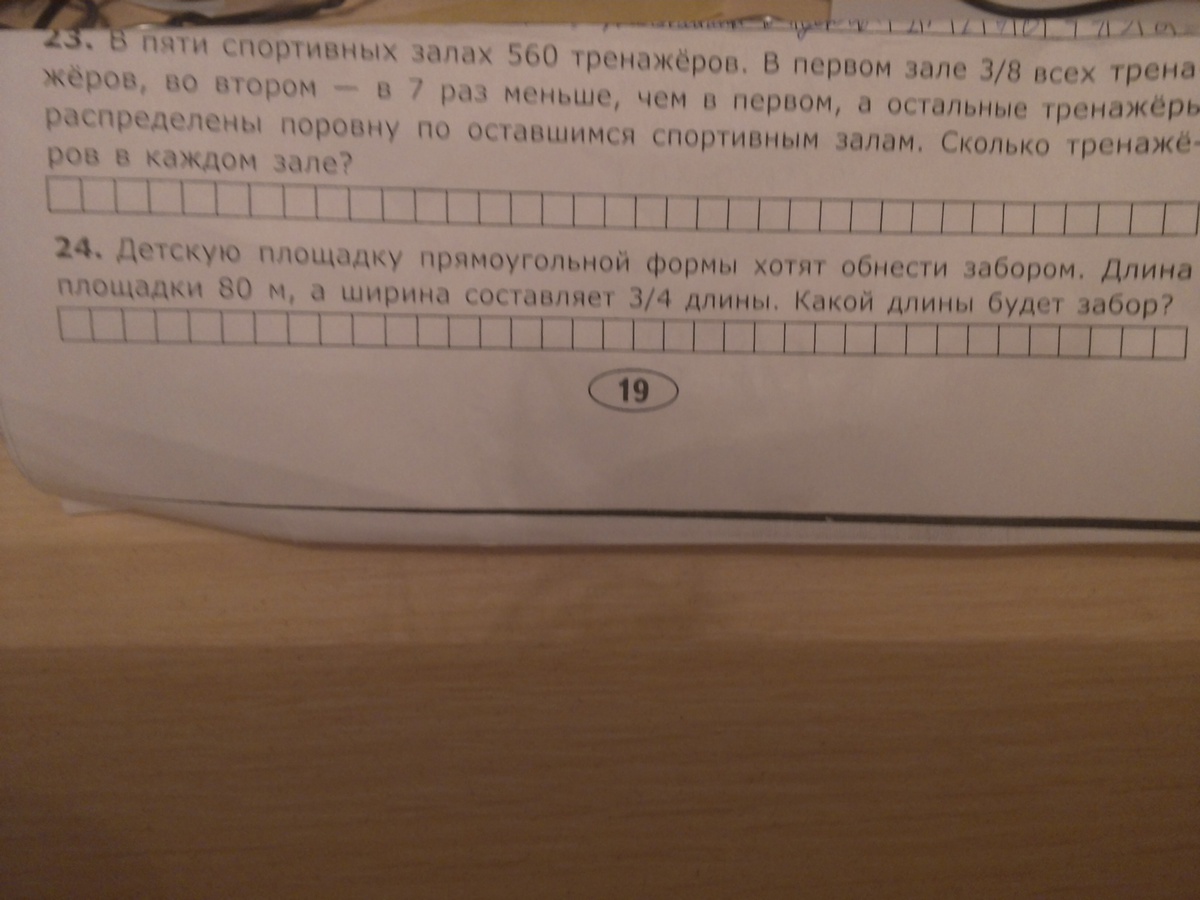 23. В пяти спортивных залах 560 тренажёров. В первом зале 3/8 всех трена
жёров, во втором — в 7 раз меньше, чем в первом, а остальные тренажёры
распределены поровну по оставшимся спортивным залам. Сколько тренажё-
ров в каждом зале?
24. Детскую площадку прямоугольной формы хотят обнести забором. Длина
площадки 80 м, а ширина составляет 3/4 длины. Какой длины будет забор?
19